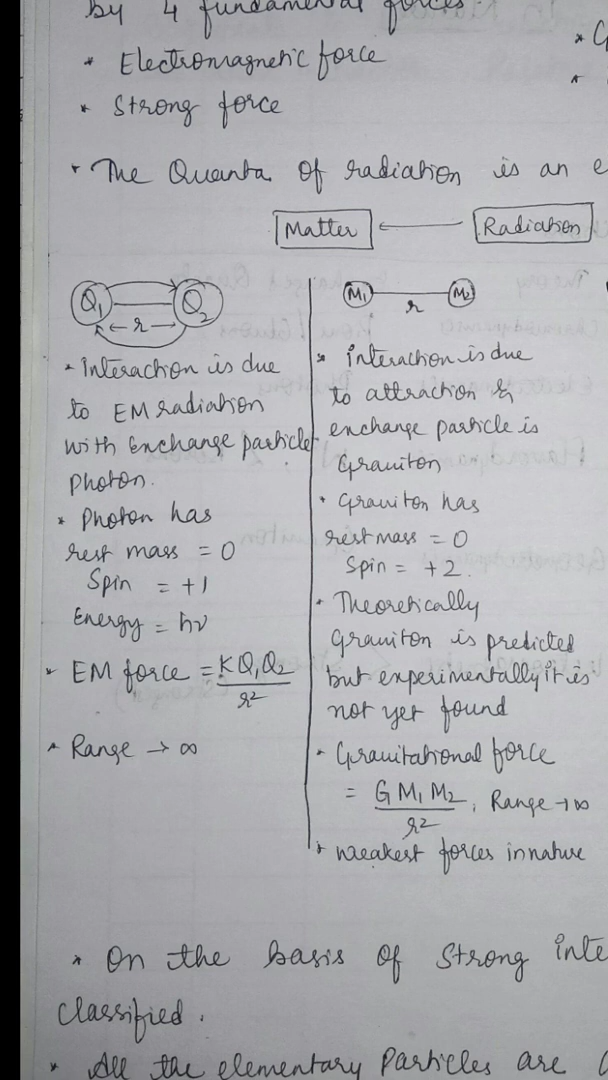 by 4 fundamental forces.
* Electromagnetic force
* G
* Strong force
*
* The Quanta of radiation is an e
Matter ← Radiation
Q1 Q2
← r →
* interaction is due
to EM radiation
with exchange particle
photon.
* Photon has
rest mass = 0
Spin = +1
Energy = hν
* EM force = KQ1Q2/r2
* Range → ∞
M1 M2
r
* interaction is due
to attraction &
exchange particle is
Graviton
* Graviton has
rest mass = 0
Spin = +2.
* Theoretically
Graviton is predicted
but experimentally it is
not yet found
* Gravitational force
= G M1 M2/r2, Range → ∞
* weakest forces in nature
* On the basis of Strong inte
classified.
* All the elementary Particles are